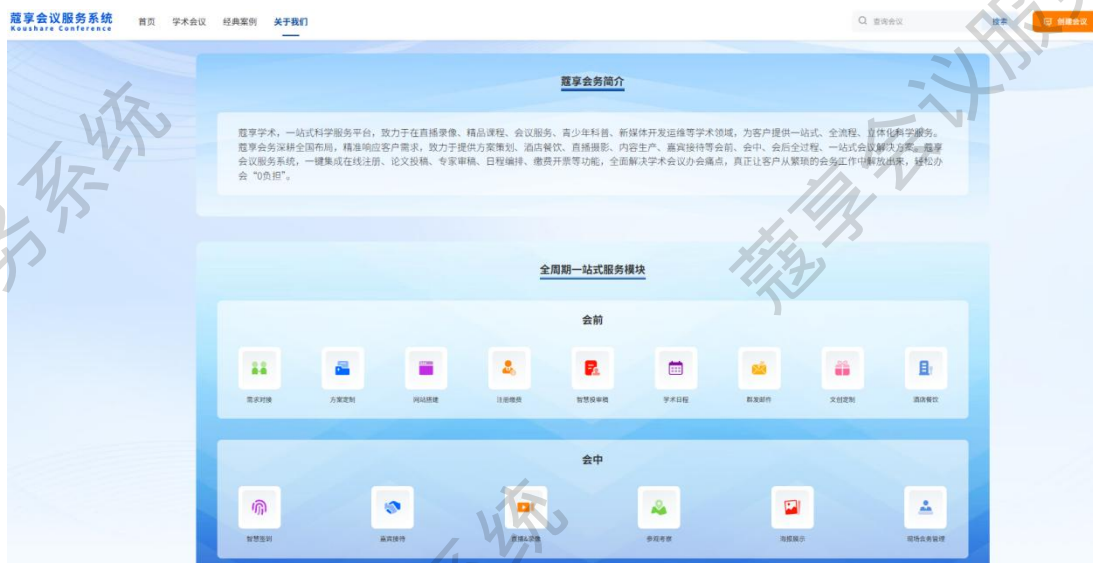 蔻享会议服务系统
Koushare Conference
首页 学术会议 经典案例 关于我们
查询会议 搜索 创建会议
蔻享会务简介
蔻享学术，一站式科学服务平台，致力于在直播录像、精品课程、会议服务、青少年科普、新媒体开发运维等学术领域，为客户提供一站式、全流程、立体化科学服务。
蔻享会务深耕全国布局，精准响应客户需求，致力于提供方案策划、酒店餐饮、直播摄影、内容生产、嘉宾接待等会前、会中、会后全过程、一站式会议解决方案。蔻享
会议服务系统，一键集成在线注册、论文投稿、专家审稿、日程编排、缴费开票等功能，全面解决学术会议办会痛点，真正让客户从繁琐的会务工作中解放出来，轻松办
会“0负担”。
全周期一站式服务模块
会前
需求对接 方案定制 网站搭建 注册缴费 智慧投审稿 学术日程 群发邮件 文创定制 酒店餐饮
会中
智慧签到 嘉宾接待 直播&录像 参观考察 海报展示 现场会务管理
务系统
蔻享会议服
系统